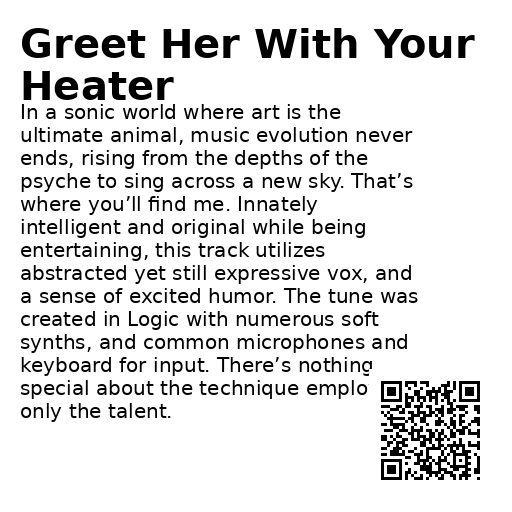 Greet Her With Your
Heater
In a sonic world where art is the
ultimate animal, music evolution never
ends, rising from the depths of the
psyche to sing across a new sky. That’s
where you’ll find me. Innately
intelligent and original while being
entertaining, this track utilizes
abstracted yet still expressive vox, and
a sense of excited humor. The tune was
created in Logic with numerous soft
synths, and common microphones and
keyboard for input. There’s nothing
special about the technique
only the talent.